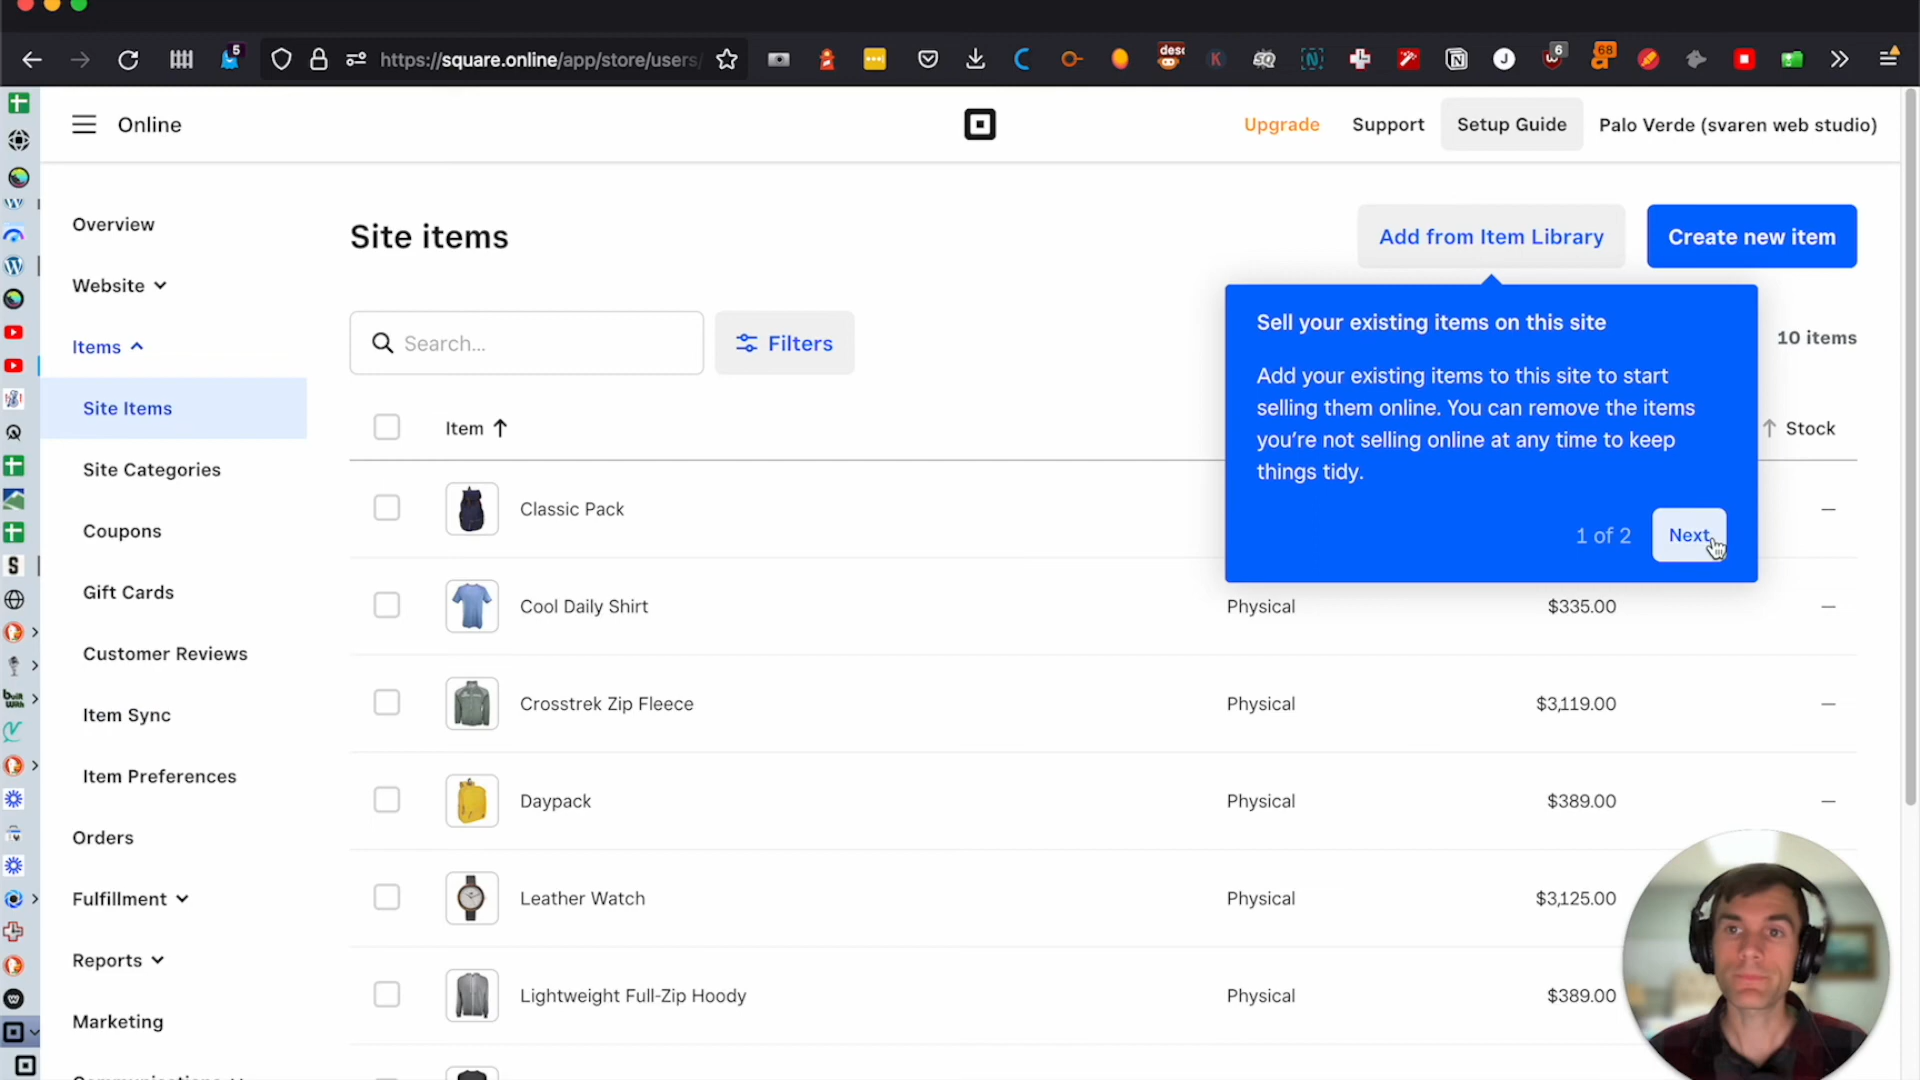 5
https://square.online/app/store/users/
desc
6
68
Online
Upgrade
Support
Setup Guide
Palo Verde (svaren web studio)
Overview
Website
Items
Site Items
Site Categories
Coupons
Gift Cards
Customer Reviews
Item Sync
Item Preferences
Orders
Fulfillment
Reports
Marketing
Site items
Add from Item Library
Create new item
Search...
Filters
10 items
Sell your existing items on this site
Add your existing items to this site to start
selling them online. You can remove the items
you're not selling online at any time to keep
things tidy.
1 of 2
Next
Item
Stock
Classic Pack
—
Cool Daily Shirt
Physical
$335.00
—
Crosstrek Zip Fleece
Physical
$3,119.00
—
Daypack
Physical
$389.00
—
Leather Watch
Physical
$3,125.00
Lightweight Full-Zip Hoody
Physical
$389.00